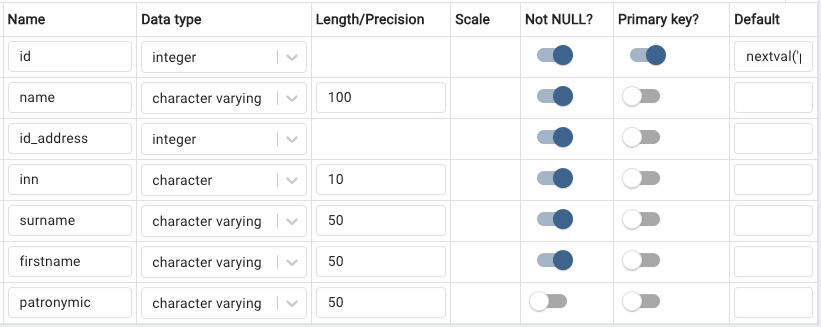 Name Data type Length/Precision Scale Not NULL? Primary key? Default
id integer nextval('
name character varying 100
id_address integer
inn character 10
surname character varying 50
firstname character varying 50
patronymic character varying 50